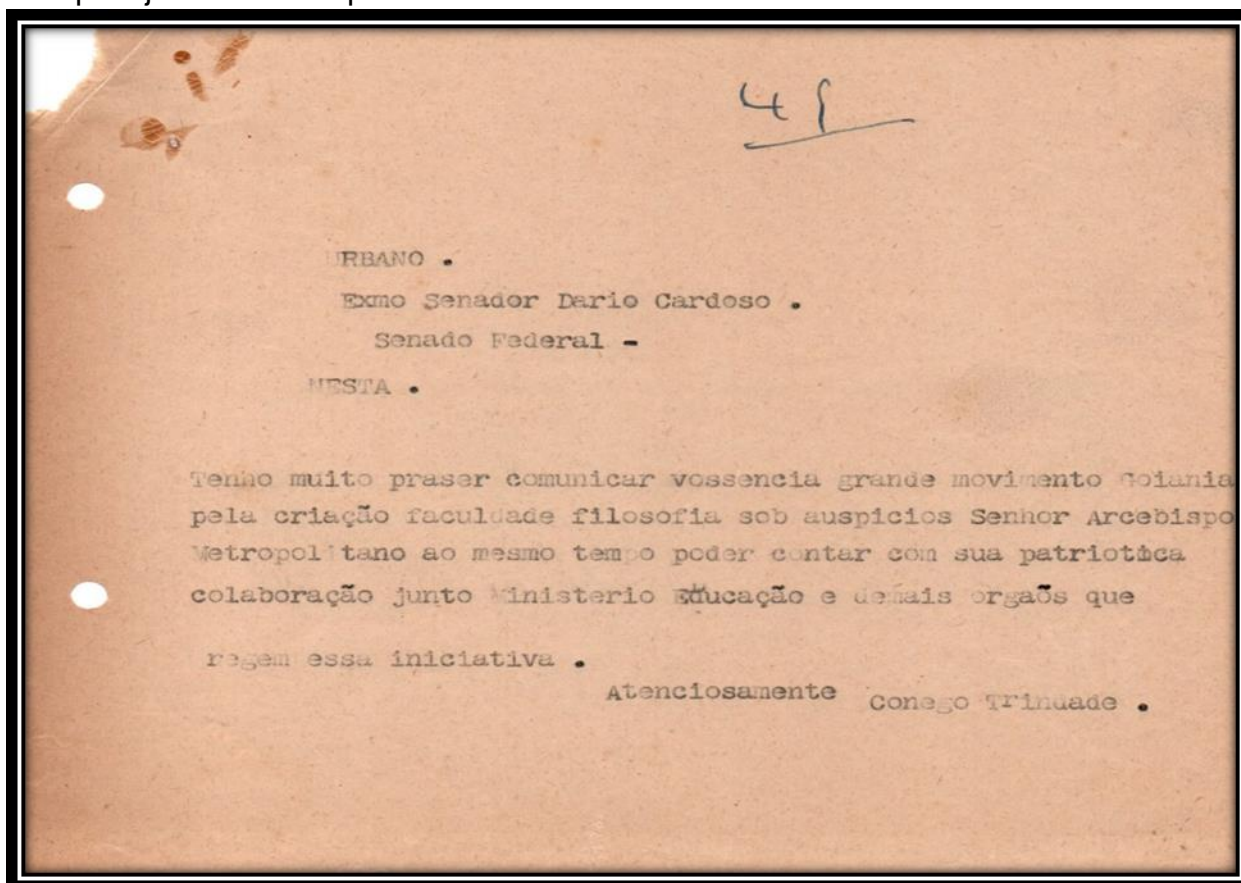 49
URBANO .
Exmo Senador Dario Cardoso .
Senado Federal -
NESTA .
Tenho muito praser comunicar vossencia grande movimento Goiania
pela criação faculdade filosofia sob auspicios Senhor Arcebispo
Metropolitano ao mesmo tempo poder contar com sua patriotica
colaboração junto Ministerio Educação e demais orgaõs que
regem essa iniciativa .
Atenciosamente Conego Trindade .